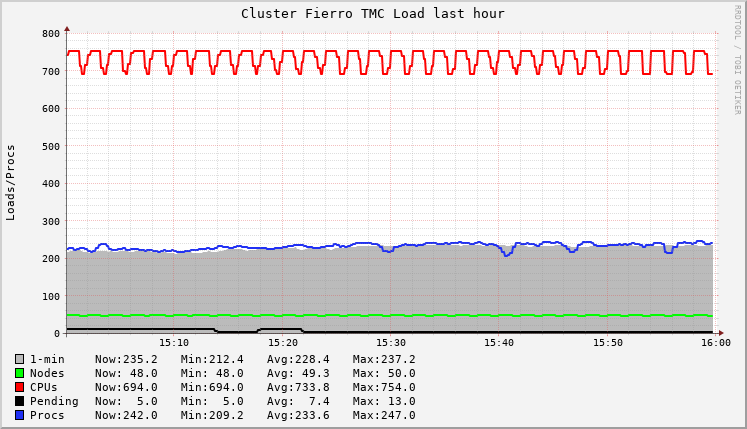 Cluster Fierro TMC Load last hour
RRDTOOL / TOBI OETIKER
Loads/Procs
800
700
600
500
400
300
200
100
0
15:10 15:20 15:30 15:40 15:50 16:00
1-min Now:235.2 Min:212.4 Avg:228.4 Max:237.2
Nodes Now: 48.0 Min: 48.0 Avg: 49.3 Max: 50.0
CPUs Now:694.0 Min:694.0 Avg:733.8 Max:754.0
Pending Now: 5.0 Min: 5.0 Avg: 7.4 Max: 13.0
Procs Now:242.0 Min:209.2 Avg:233.6 Max:247.0